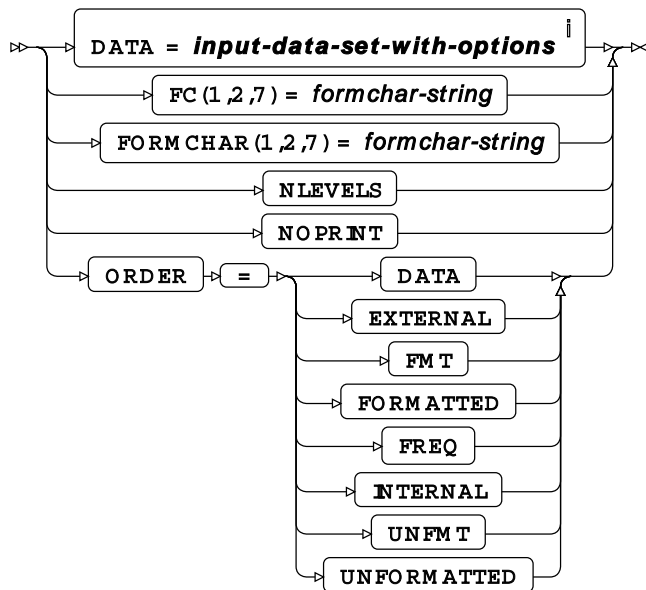 DATA = input-data-set-with-options i
FC(1,2,7) = formchar-string
FORMCHAR(1,2,7) = formchar-string
NLEVELS
NOPRINT
ORDER = DATA
EXTERNAL
FMT
FORMATTED
FREQ
INTERNAL
UNFMT
UNFORMATTED